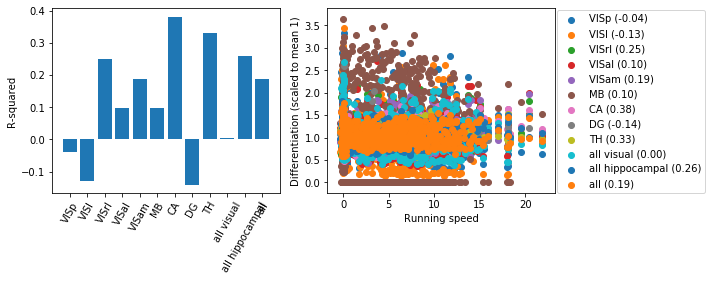 0.4
0.3
0.2
0.1
0.0
−0.1
R-squared
VISp
VISl
VISrl
VISal
VISam
MB
CA
DG
TH
all visual
all hippocampal
all
3.5
3.0
2.5
2.0
1.5
1.0
0.5
0.0
Differentiation (scaled to mean 1)
0
5
10
15
20
Running speed
VISp (-0.04)
VISl (-0.13)
VISrl (0.25)
VISal (0.10)
VISam (0.19)
MB (0.10)
CA (0.38)
DG (-0.14)
TH (0.33)
all visual (0.00)
all hippocampal (0.26)
all (0.19)